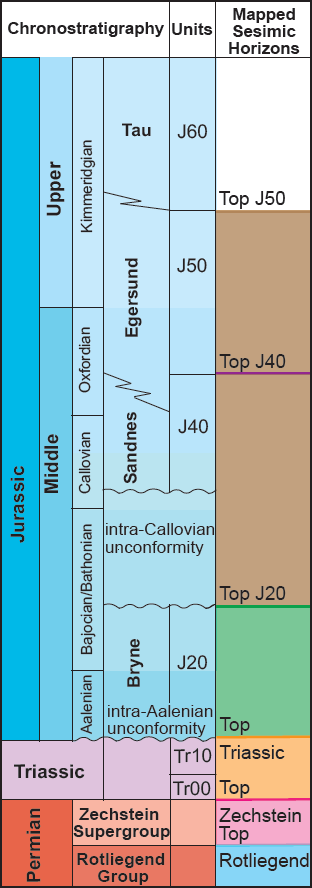 Chronostratigraphy
Units
Mapped
Sesimic
Horizons
Jurassic
Upper
Kimmeridgian
Tau
J60
Top J50
Egersund
J50
Middle
Oxfordian
Top J40
Sandnes
J40
Callovian
intra-Callovian
unconformity
Bajocian/Bathonian
Top J20
Bryne
J20
Aalenian
intra-Aalenian
unconformity
Top
Triassic
Triassic
Tr10
Tr00
Top
Permian
Zechstein
Supergroup
Zechstein
Top
Rotliegend
Group
Rotliegend